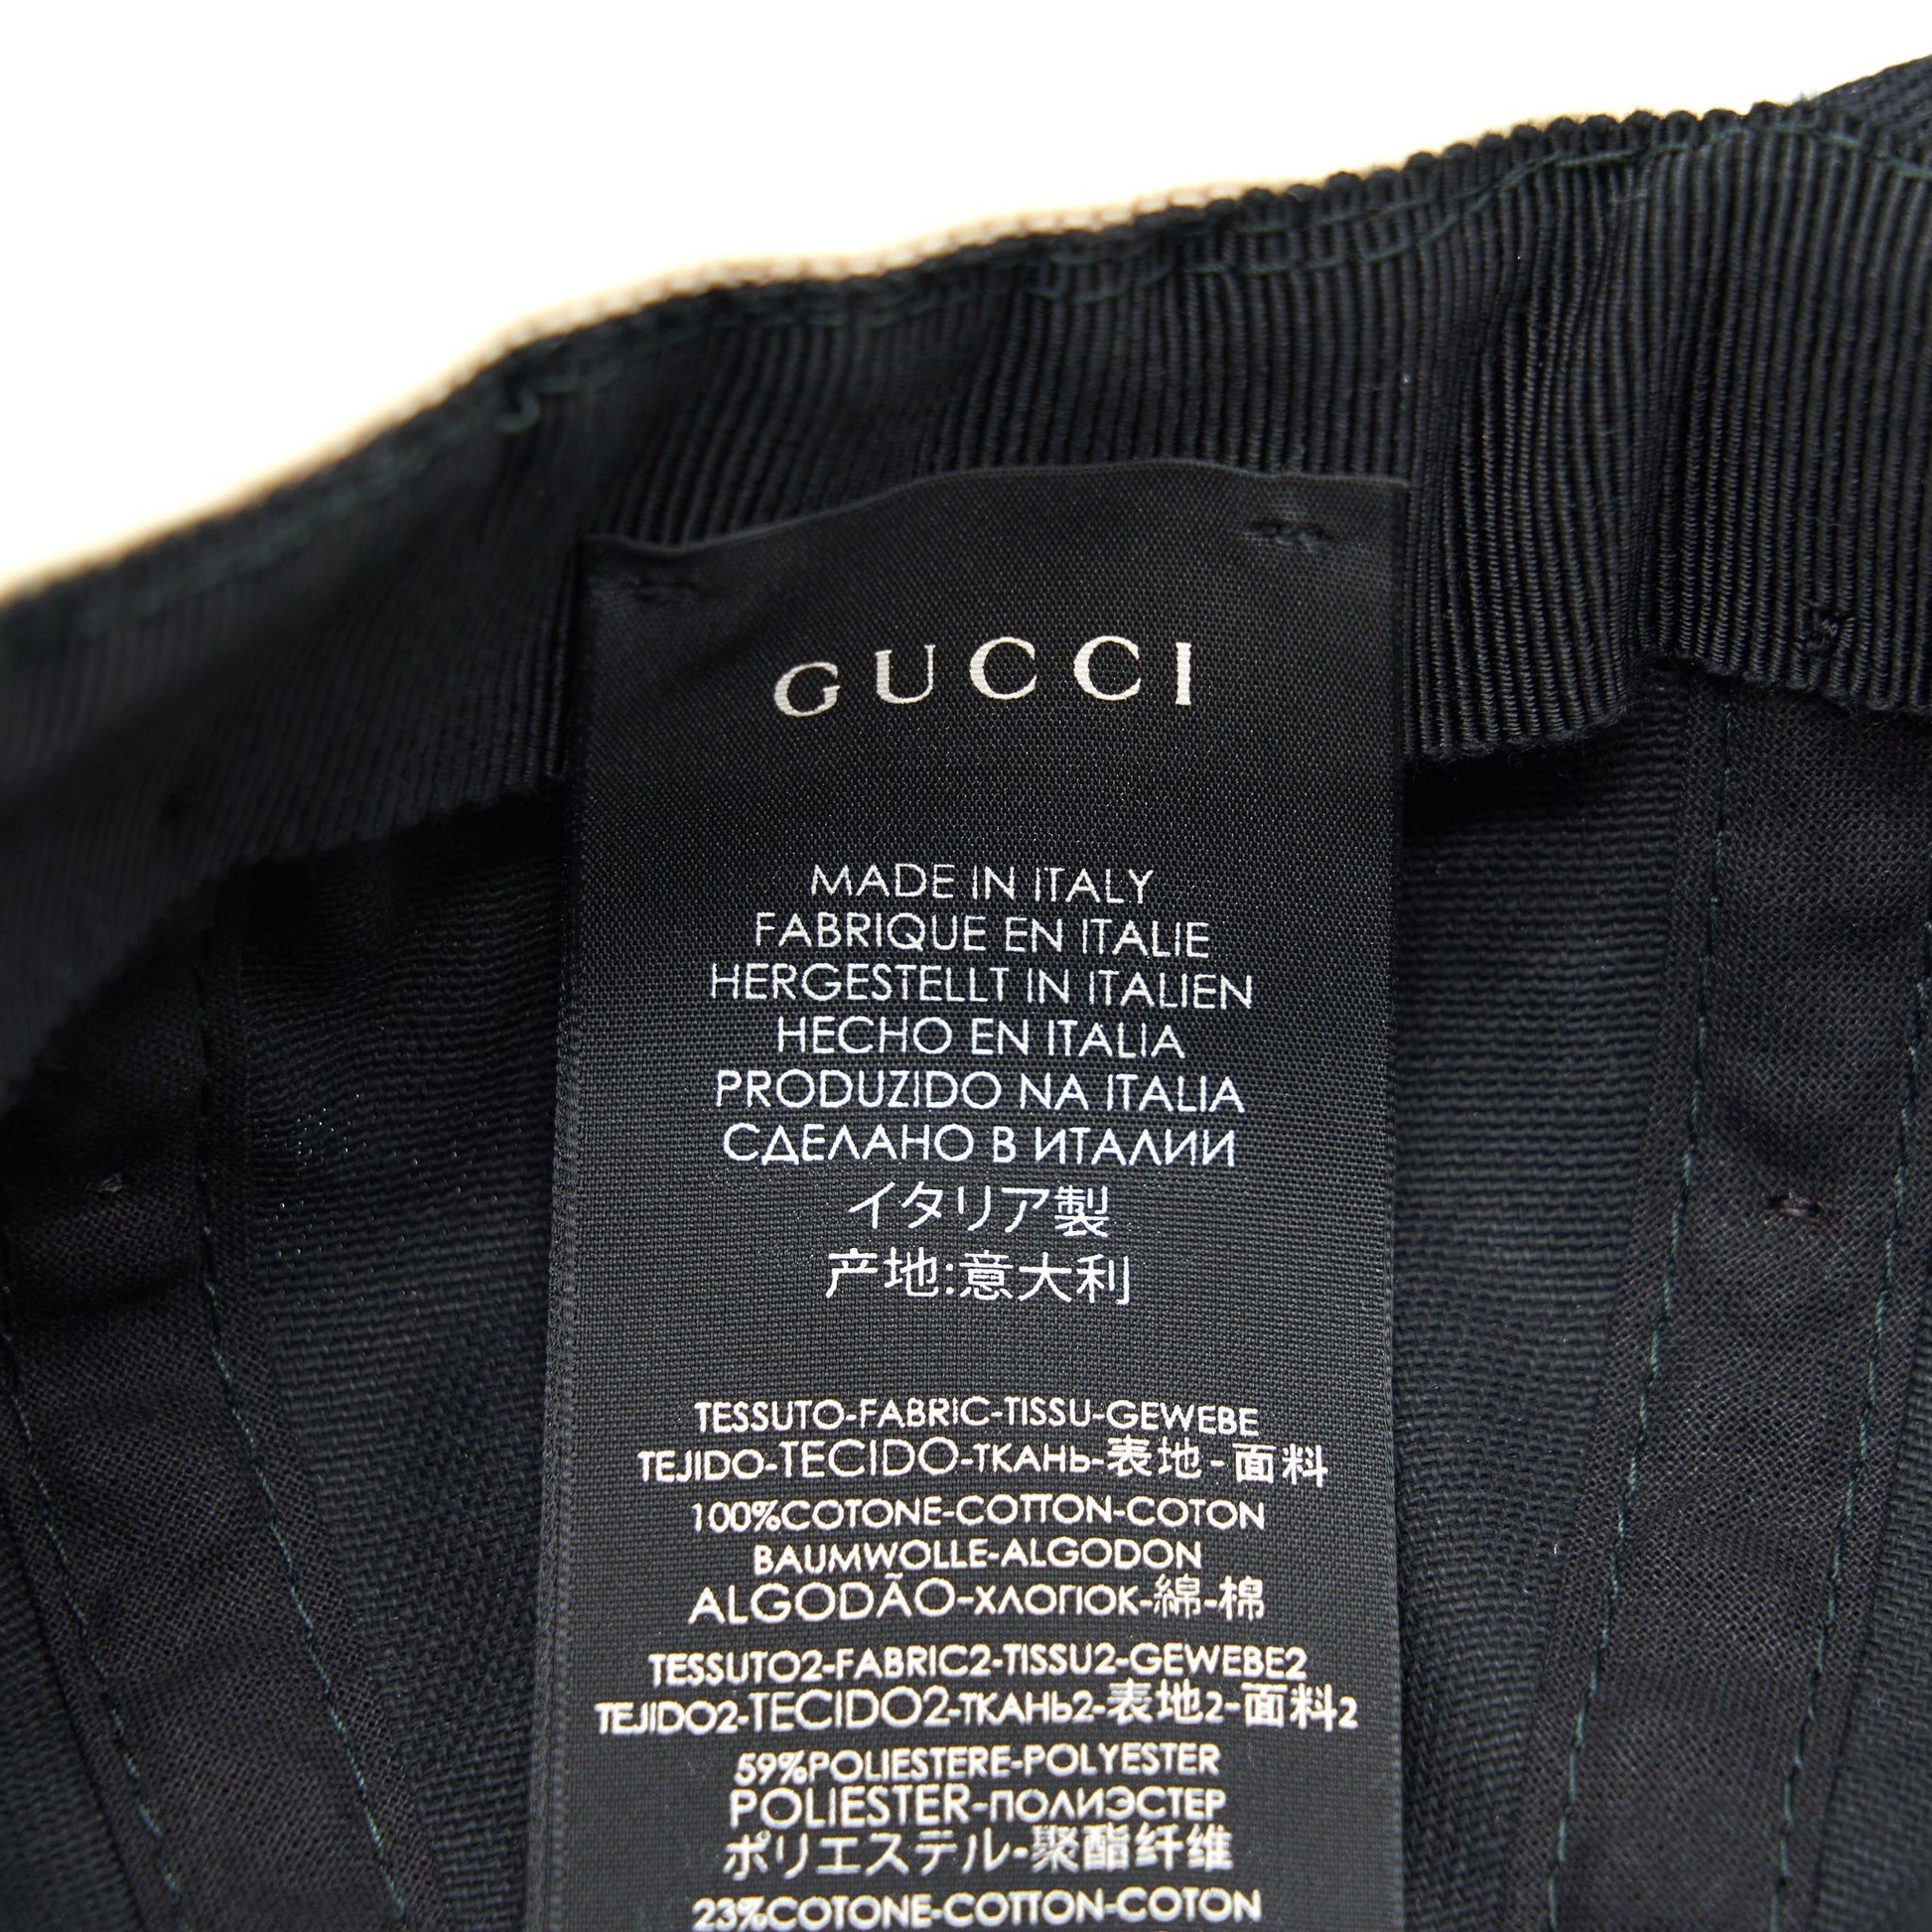 GUCCI
MADE IN ITALY
FABRIQUE EN ITALIE
HERGESTELLT IN ITALIEN
HECHO EN ITALIA
PRODUZIDO NA ITALIA
СДЕЛАНО В ИТАЛИИ
イタリア製
产地:意大利
TESSUTO-FABRIC-TISSU-GEWEBE
TEJIDO-TECIDO-ТКАНЬ-表地-面料
100%COTONE-COTTON-COTON
BAUMWOLLE-ALGODON
ALGODÃO-ХЛОПОК-綿-棉
TESSUTO2-FABRIC2-TISSU2-GEWEBE2
TEJIDO2-TECIDO2-ТКАНЬ2-表地2-面料2
59%POLIESTERE-POLYESTER
POLIESTER-ПОЛИЭСТЕР
ポリエステル-聚酯纤维
23%COTONE-COTTON-COTON